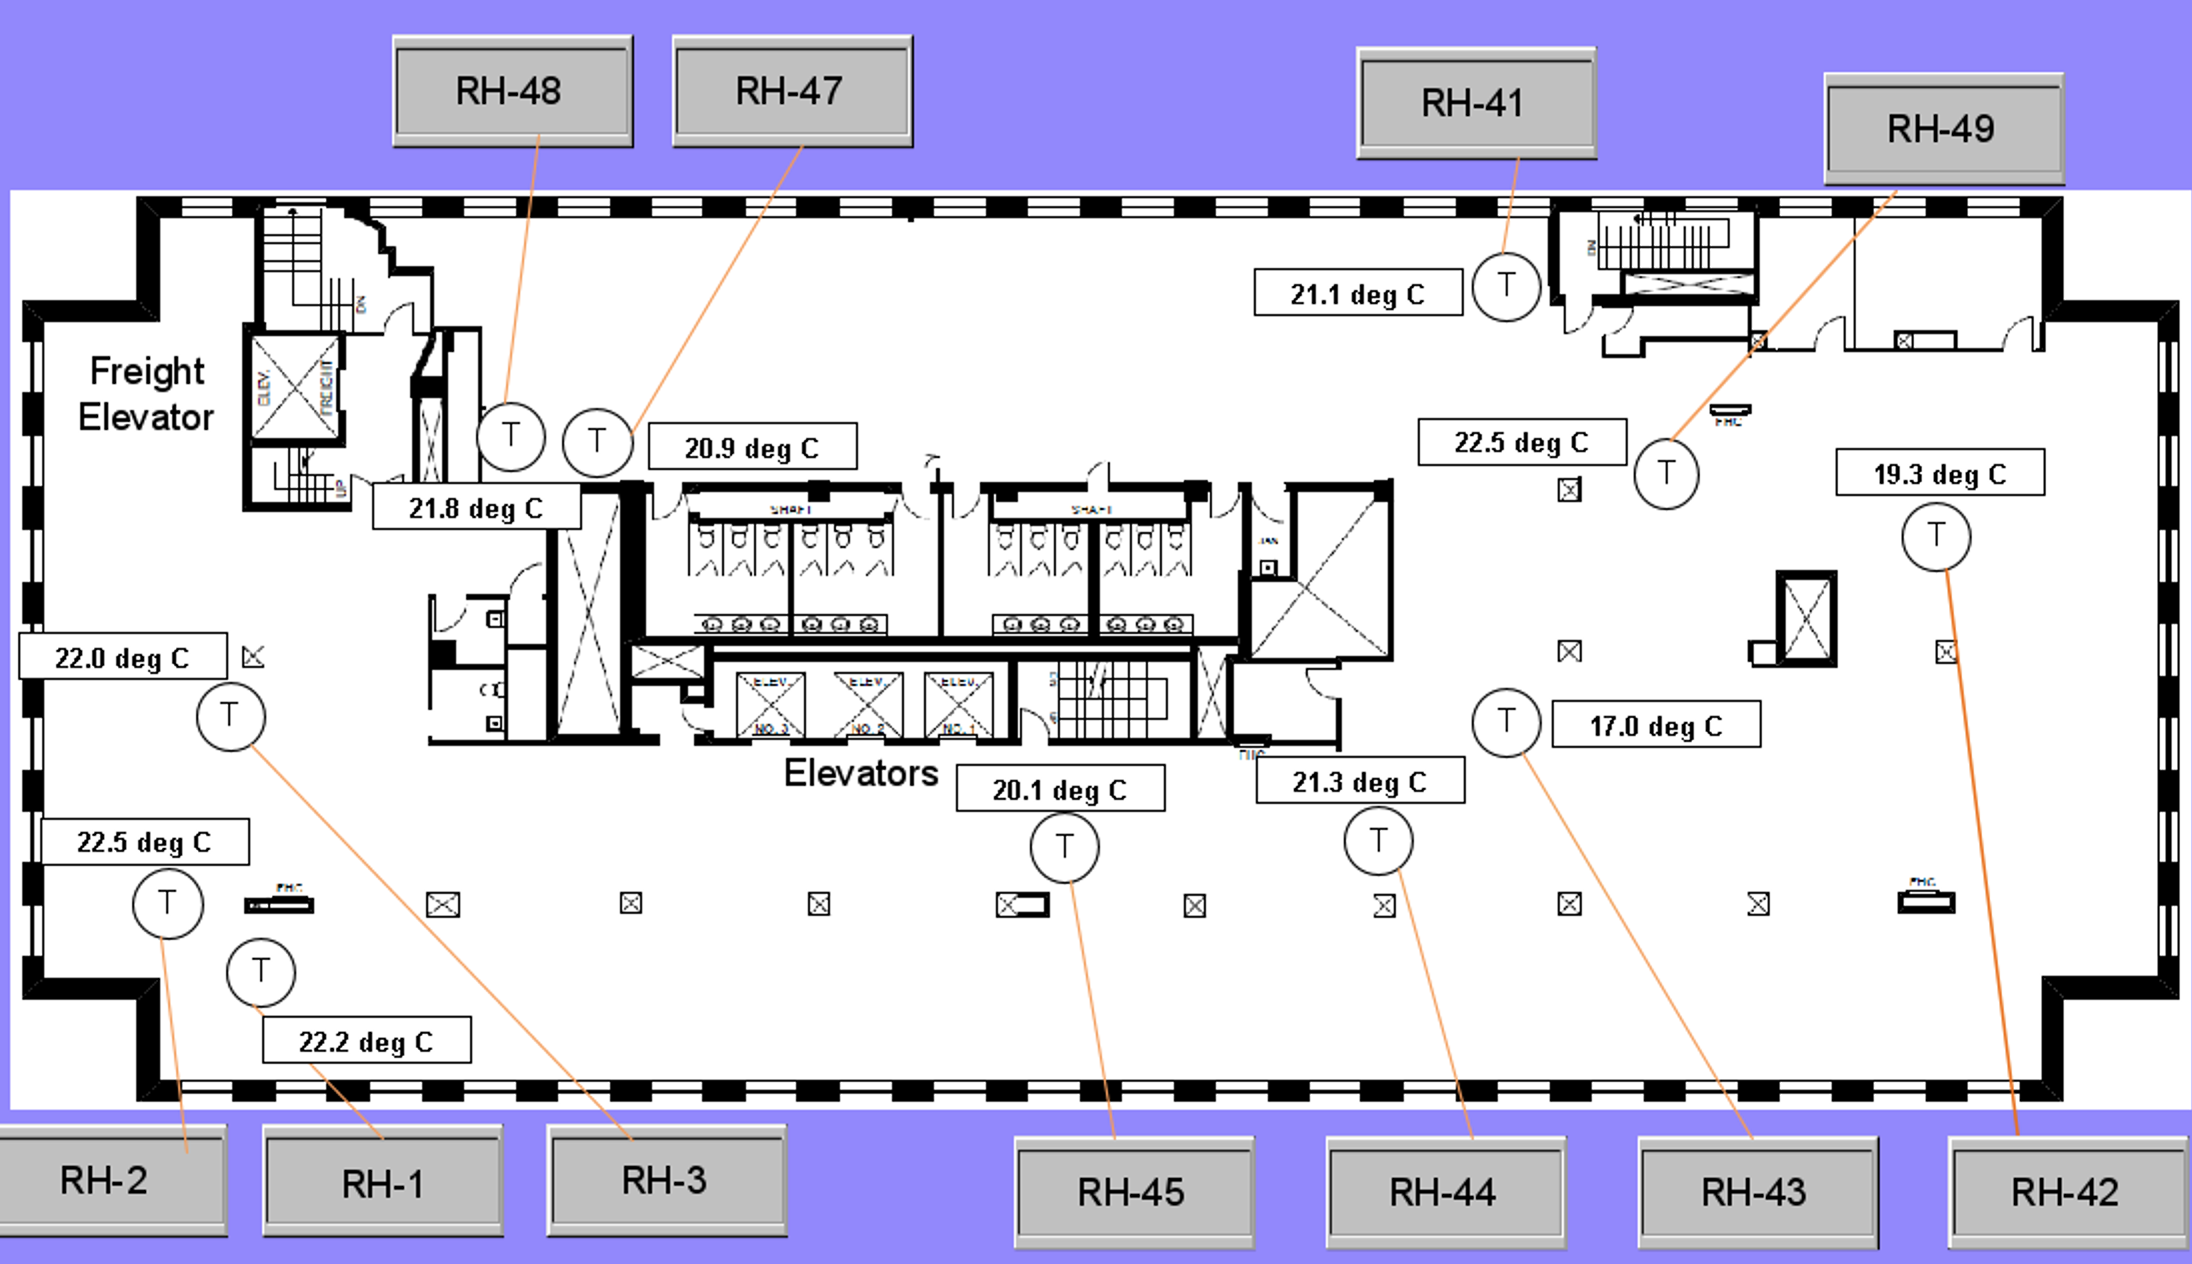 RH-48
RH-47
RH-41
RH-49
DN
DN
21.1 deg C
Freight
Elevator
ELEV.
FREIGHT
T
T
T
20.9 deg C
22.5 deg C
FHC
T
19.3 deg C
UP
21.8 deg C
SHAFT
SHAFT
JAN
T
22.0 deg C
T
ELEV.
NO. 3
ELEV.
NO. 2
ELEV.
NO. 1
T
17.0 deg C
FHC
Elevators
20.1 deg C
21.3 deg C
22.5 deg C
T
T
T
FHC
FHC
T
22.2 deg C
RH-2
RH-1
RH-3
RH-45
RH-44
RH-43
RH-42